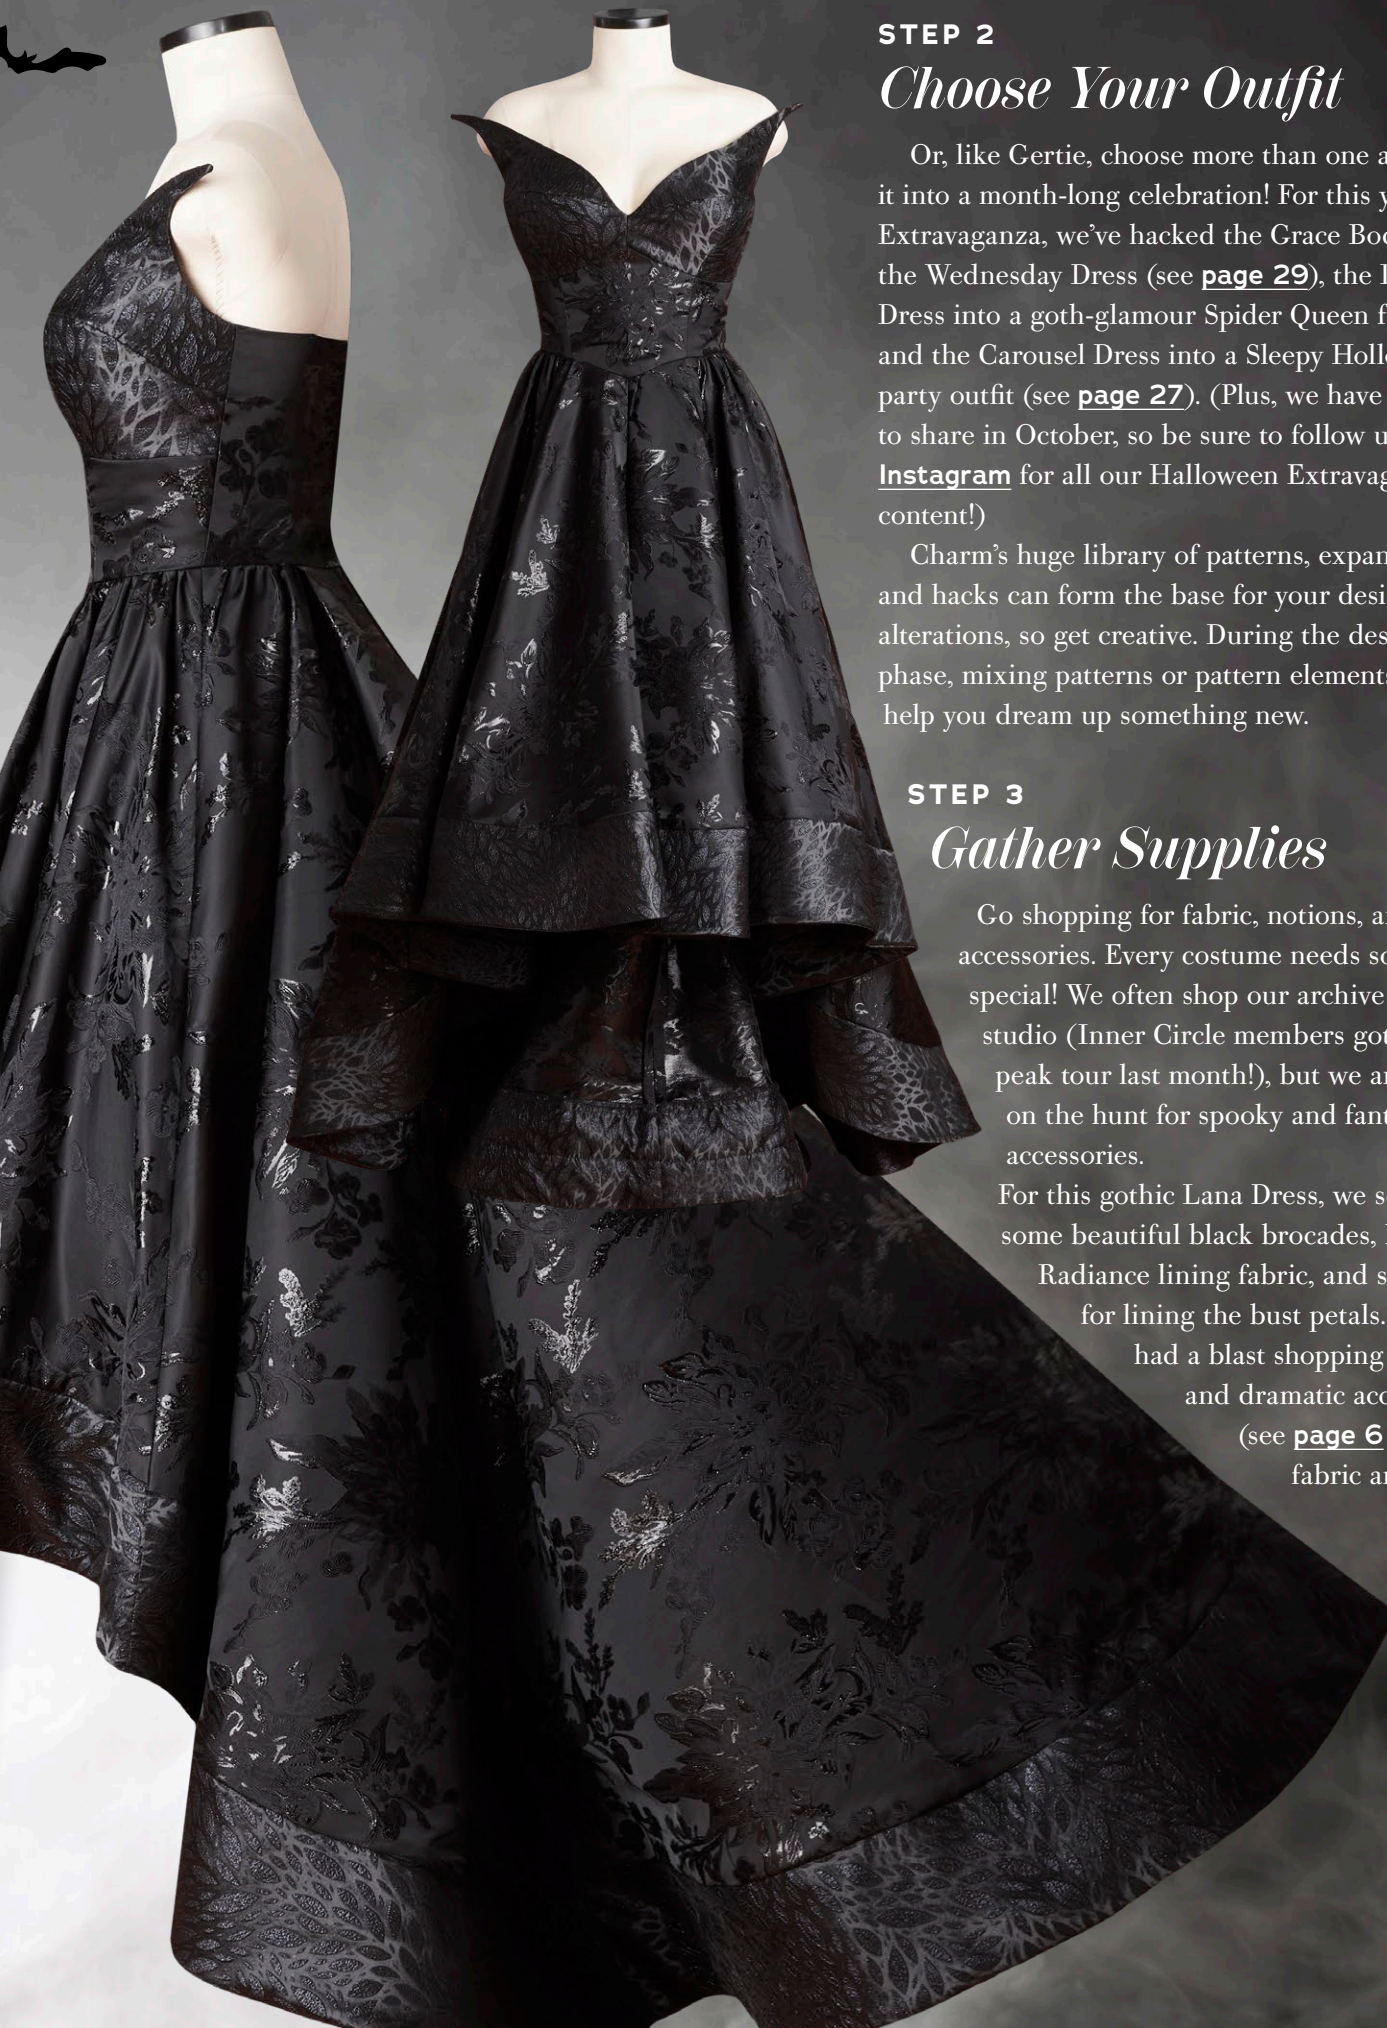 STEP 2
Choose Your Outfit
Or, like Gertie, choose more than one a
it into a month-long celebration! For this y
Extravaganza, we've hacked the Grace Bo
the Wednesday Dress (see page 29), the
Dress into a goth-glamour Spider Queen f
and the Carousel Dress into a Sleepy Holl
party outfit (see page 27). (Plus, we have
to share in October, so be sure to follow u
Instagram for all our Halloween Extravag
content!)
Charm's huge library of patterns, expan
and hacks can form the base for your desi
alterations, so get creative. During the des
phase, mixing patterns or pattern elements
help you dream up something new.
STEP 3
Gather Supplies
Go shopping for fabric, notions, a
accessories. Every costume needs so
special! We often shop our archive
studio (Inner Circle members got
peak tour last month!), but we a
on the hunt for spooky and fant
accessories.
For this gothic Lana Dress, we s
some beautiful black brocades,
Radiance lining fabric, and s
for lining the bust petals.
had a blast shopping
and dramatic acc
(see page 6
fabric a